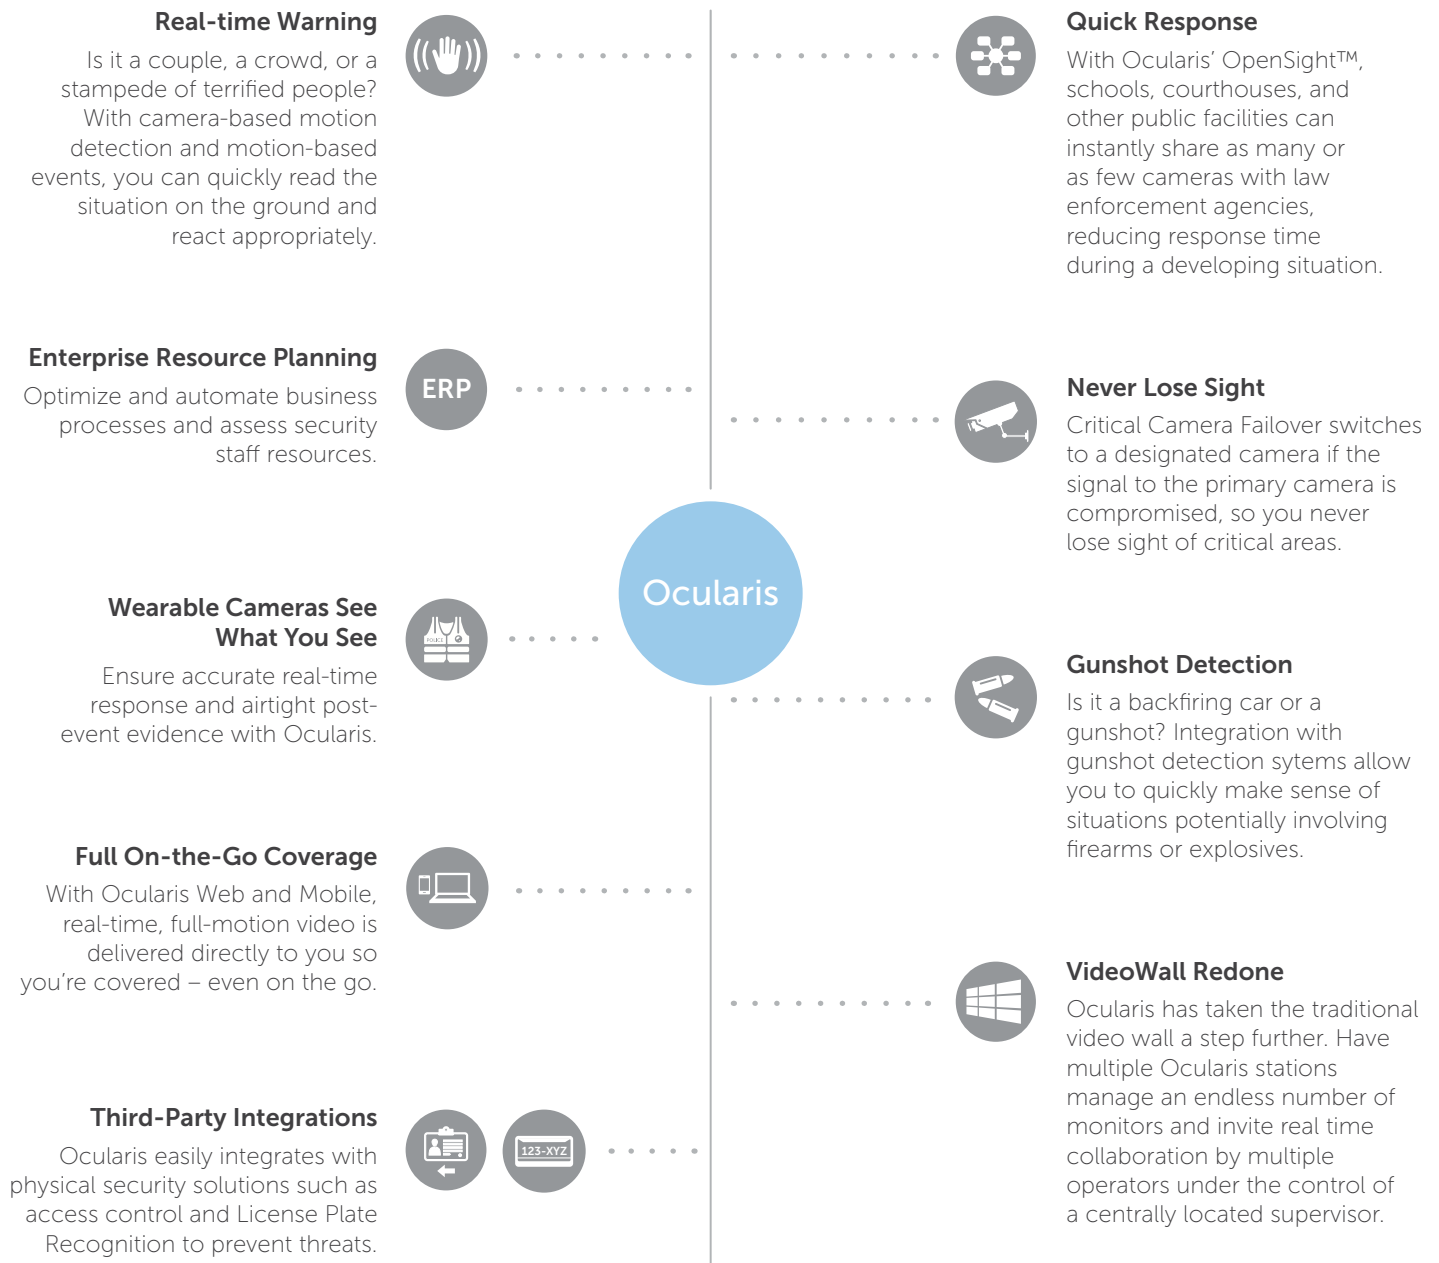 Real-time Warning
Is it a couple, a crowd, or a
stampede of terrified people?
With camera-based motion
detection and motion-based
events, you can quickly read the
situation on the ground and
react appropriately.
Enterprise Resource Planning
Optimize and automate business
processes and assess security
staff resources.
ERP
Wearable Cameras See
What You See
Ensure accurate real-time
response and airtight post-
event evidence with Ocularis.
POLICE
Full On-the-Go Coverage
With Ocularis Web and Mobile,
real-time, full-motion video is
delivered directly to you so
you're covered – even on the go.
Third-Party Integrations
Ocularis easily integrates with
physical security solutions such as
access control and License Plate
Recognition to prevent threats.
123-XYZ
Ocularis
Quick Response
With Ocularis' OpenSight™,
schools, courthouses, and
other public facilities can
instantly share as many or
as few cameras with law
enforcement agencies,
reducing response time
during a developing situation.
Never Lose Sight
Critical Camera Failover switches
to a designated camera if the
signal to the primary camera is
compromised, so you never
lose sight of critical areas.
Gunshot Detection
Is it a backfiring car or a
gunshot? Integration with
gunshot detection sytems allow
you to quickly make sense of
situations potentially involving
firearms or explosives.
VideoWall Redone
Ocularis has taken the traditional
video wall a step further. Have
multiple Ocularis stations
manage an endless number of
monitors and invite real time
collaboration by multiple
operators under the control of
a centrally located supervisor.